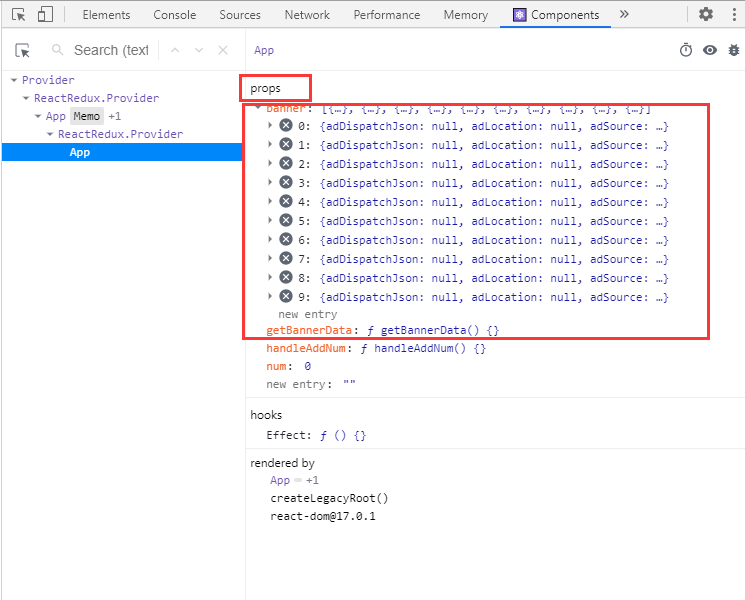 Elements Console Sources Network Performance Memory Components »
Search (text App
Provider
ReactRedux.Provider
App Memo +1
ReactRedux.Provider
App
props
banner: [{…}, {…}, {…}, {…}, {…}, {…}, {…}, {…}, {…}, {…}]
0: {adDispatchJson: null, adLocation: null, adSource: …}
1: {adDispatchJson: null, adLocation: null, adSource: …}
2: {adDispatchJson: null, adLocation: null, adSource: …}
3: {adDispatchJson: null, adLocation: null, adSource: …}
4: {adDispatchJson: null, adLocation: null, adSource: …}
5: {adDispatchJson: null, adLocation: null, adSource: …}
6: {adDispatchJson: null, adLocation: null, adSource: …}
7: {adDispatchJson: null, adLocation: null, adSource: …}
8: {adDispatchJson: null, adLocation: null, adSource: …}
9: {adDispatchJson: null, adLocation: null, adSource: …}
new entry
getBannerData: ƒ getBannerData() {}
handleAddNum: ƒ handleAddNum() {}
num: 0
new entry: ""
hooks
Effect: ƒ () {}
rendered by
App +1
createLegacyRoot()
react-dom@17.0.1